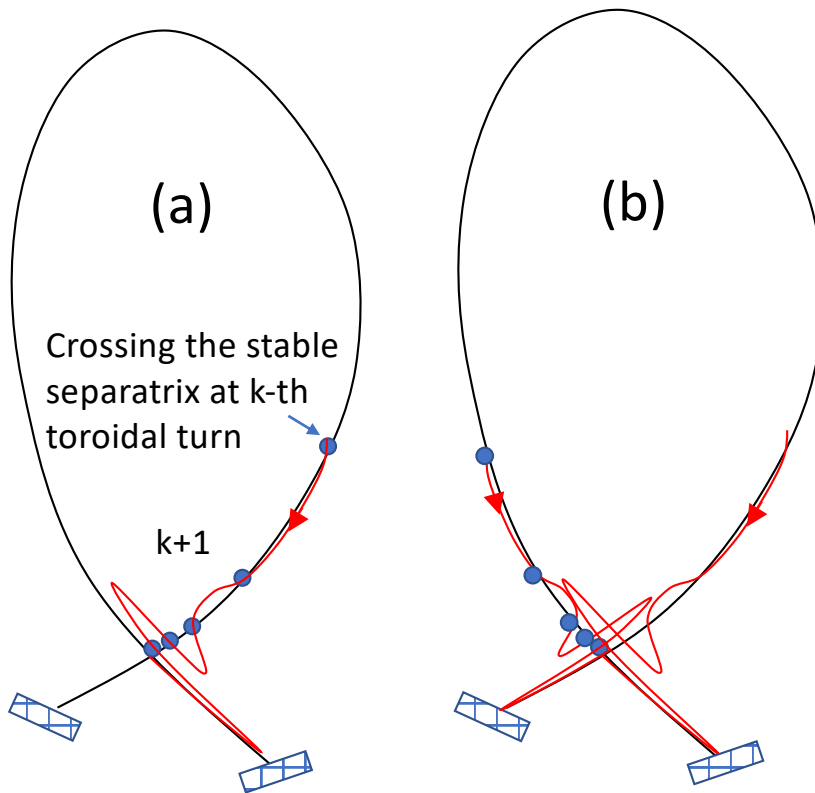 (a)
(b)
Crossing the stable
separatrix at k-th
toroidal turn
k+1